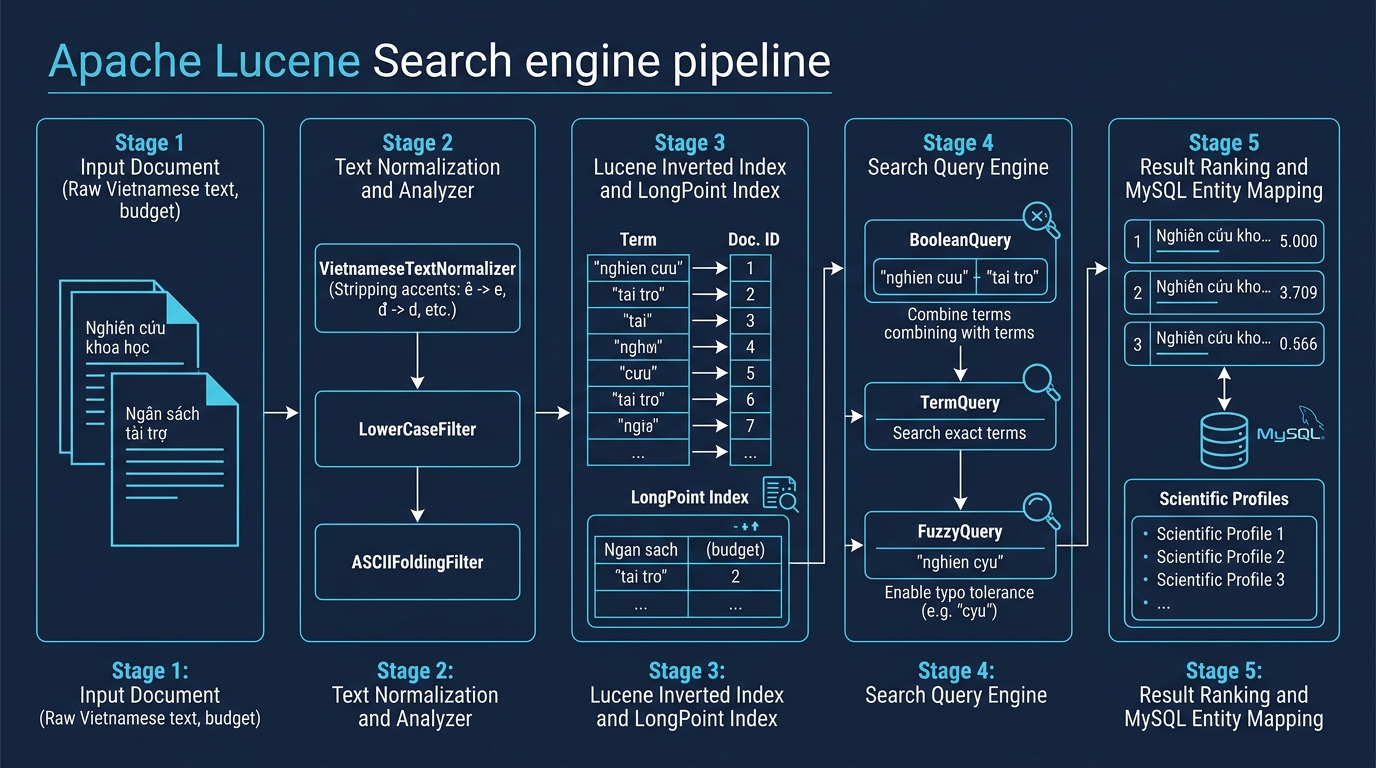 Apache Lucene Search engine pipeline
Stage 1
Input Document
(Raw Vietnamese text,
budget)
Nghiên cứu
khoa học
Ngân sách
tài trợ
Stage 2
Text Normalization
and Analyzer
VietnameseTextNormalizer
(Stripping accents: ê -> e,
đ -> d, etc.)
LowerCaseFilter
ASCIIFoldingFilter
Stage 3
Lucene Inverted Index
and LongPoint Index
Term Doc. ID
"nghien cưu" 1
"tai tro" 2
"tai" 3
4
"cưu" 5
"tai tro" 6
7
... ...
LongPoint Index
Ngan sach (budget)
"tai tro" 2
... ...
Stage 4
Search Query Engine
BooleanQuery
"nghien cuu" - "tai tro"
Combine terms
combining with terms
TermQuery
Search exact terms
FuzzyQuery
"nghien cyu"
Enable typo tolerance
(e.g. "cyu")
Stage 5
Result Ranking and
MySQL Entity Mapping
1 Nghiên cứu kho... 5.000
2 Nghiên cứu kho... 3.709
3 Nghiên cứu kho... 0.566
MySQL
Scientific Profiles
• Scientific Profile 1
• Scientific Profile 2
• Scientific Profile 3
• ...
Stage 1:
Input Document
(Raw Vietnamese text, budget)
Stage 2:
Text Normalization
and Analyzer
Stage 3:
Lucene Inverted Index
and LongPoint Index
Stage 4:
Search Query Engine
Stage 5:
Result Ranking and
MySQL Entity Mapping